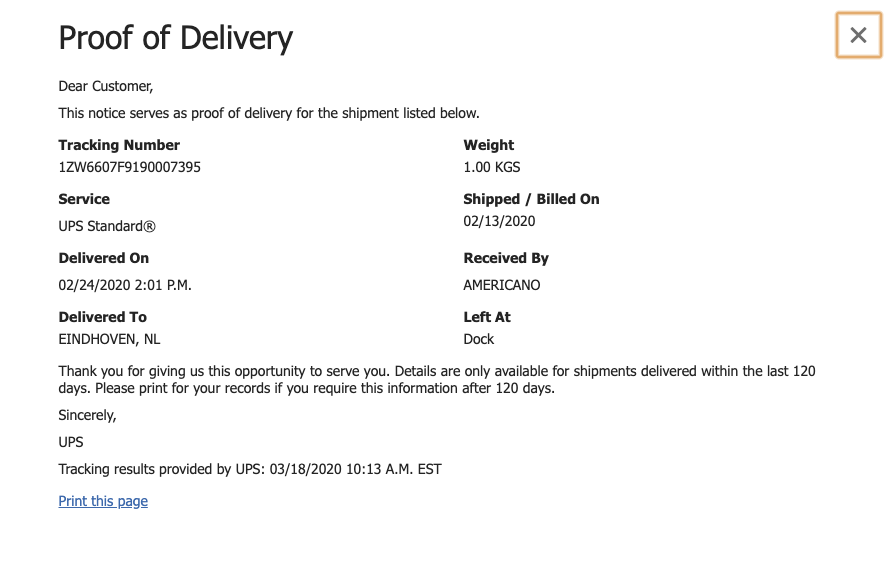 Proof of Delivery
Dear Customer,
This notice serves as proof of delivery for the shipment listed below.
Tracking Number
1ZW6607F9190007395
Weight
1.00 KGS
Service
UPS Standard®
Shipped / Billed On
02/13/2020
Delivered On
02/24/2020 2:01 P.M.
Received By
AMERICANO
Delivered To
EINDHOVEN, NL
Left At
Dock
Thank you for giving us this opportunity to serve you. Details are only available for shipments delivered within the last 120
days. Please print for your records if you require this information after 120 days.
Sincerely,
UPS
Tracking results provided by UPS: 03/18/2020 10:13 A.M. EST
Print this page